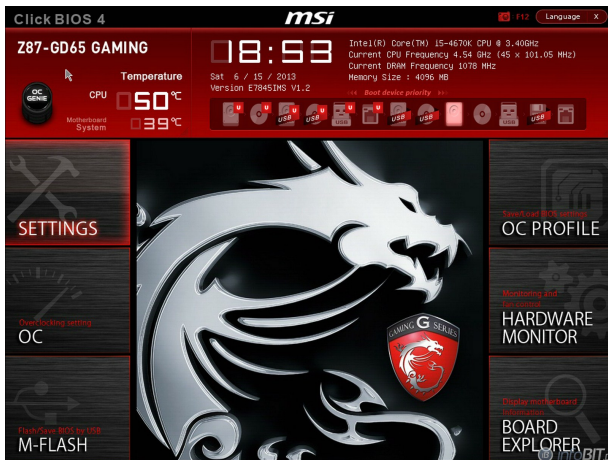 Click BIOS 4
msi
: F12
Language X
Z87-GD65 GAMING
OC
GENIE
Temperature
CPU
50°C
Motherboard
System
39°C
18:53
Sat 6 / 15 / 2013
Version E7845IMS V1.2
Intel(R) Core(TM) i5-4670K CPU @ 3.40GHz
Current CPU Frequency 4.54 GHz (45 x 101.05 MHz)
Current DRAM Frequency 1078 MHz
Memory Size : 4096 MB
Boot device priority
U U U U U U
USB USB USB USB USB USB USB
SETTINGS
Overclocking setting
OC
Flash/Save BIOS by USB
M-FLASH
GAMING G SERIES
Save/Load BIOS settings
OC PROFILE
Monitoring and
fan control
HARDWARE
MONITOR
Display motherboard
information
BOARD
EXPLORER
InfoBIT